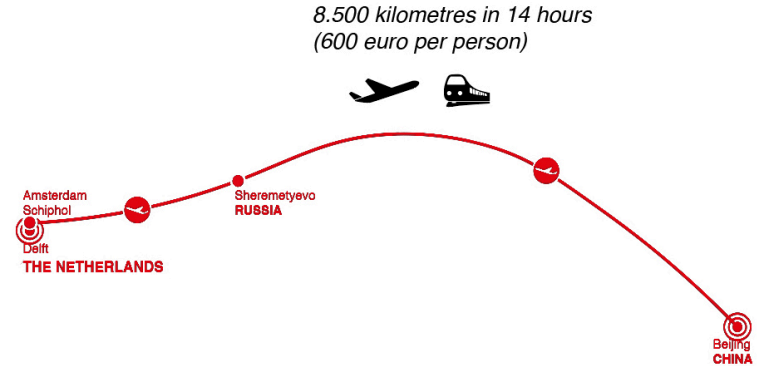 8.500 kilometres in 14 hours
(600 euro per person)
Amsterdam
Schiphol
Delft
THE NETHERLANDS
Sheremetyevo
RUSSIA
Beijing
CHINA